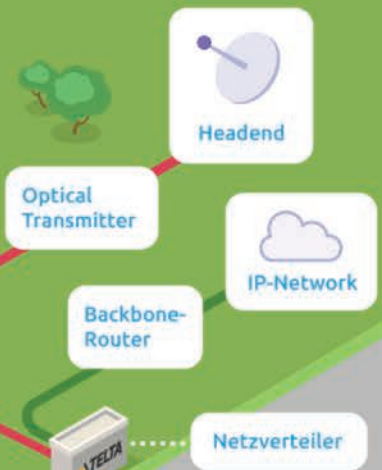 Headend
Optical
Transmitter
IP-Network
Backbone-
Router
Netzverteiler
TELTA